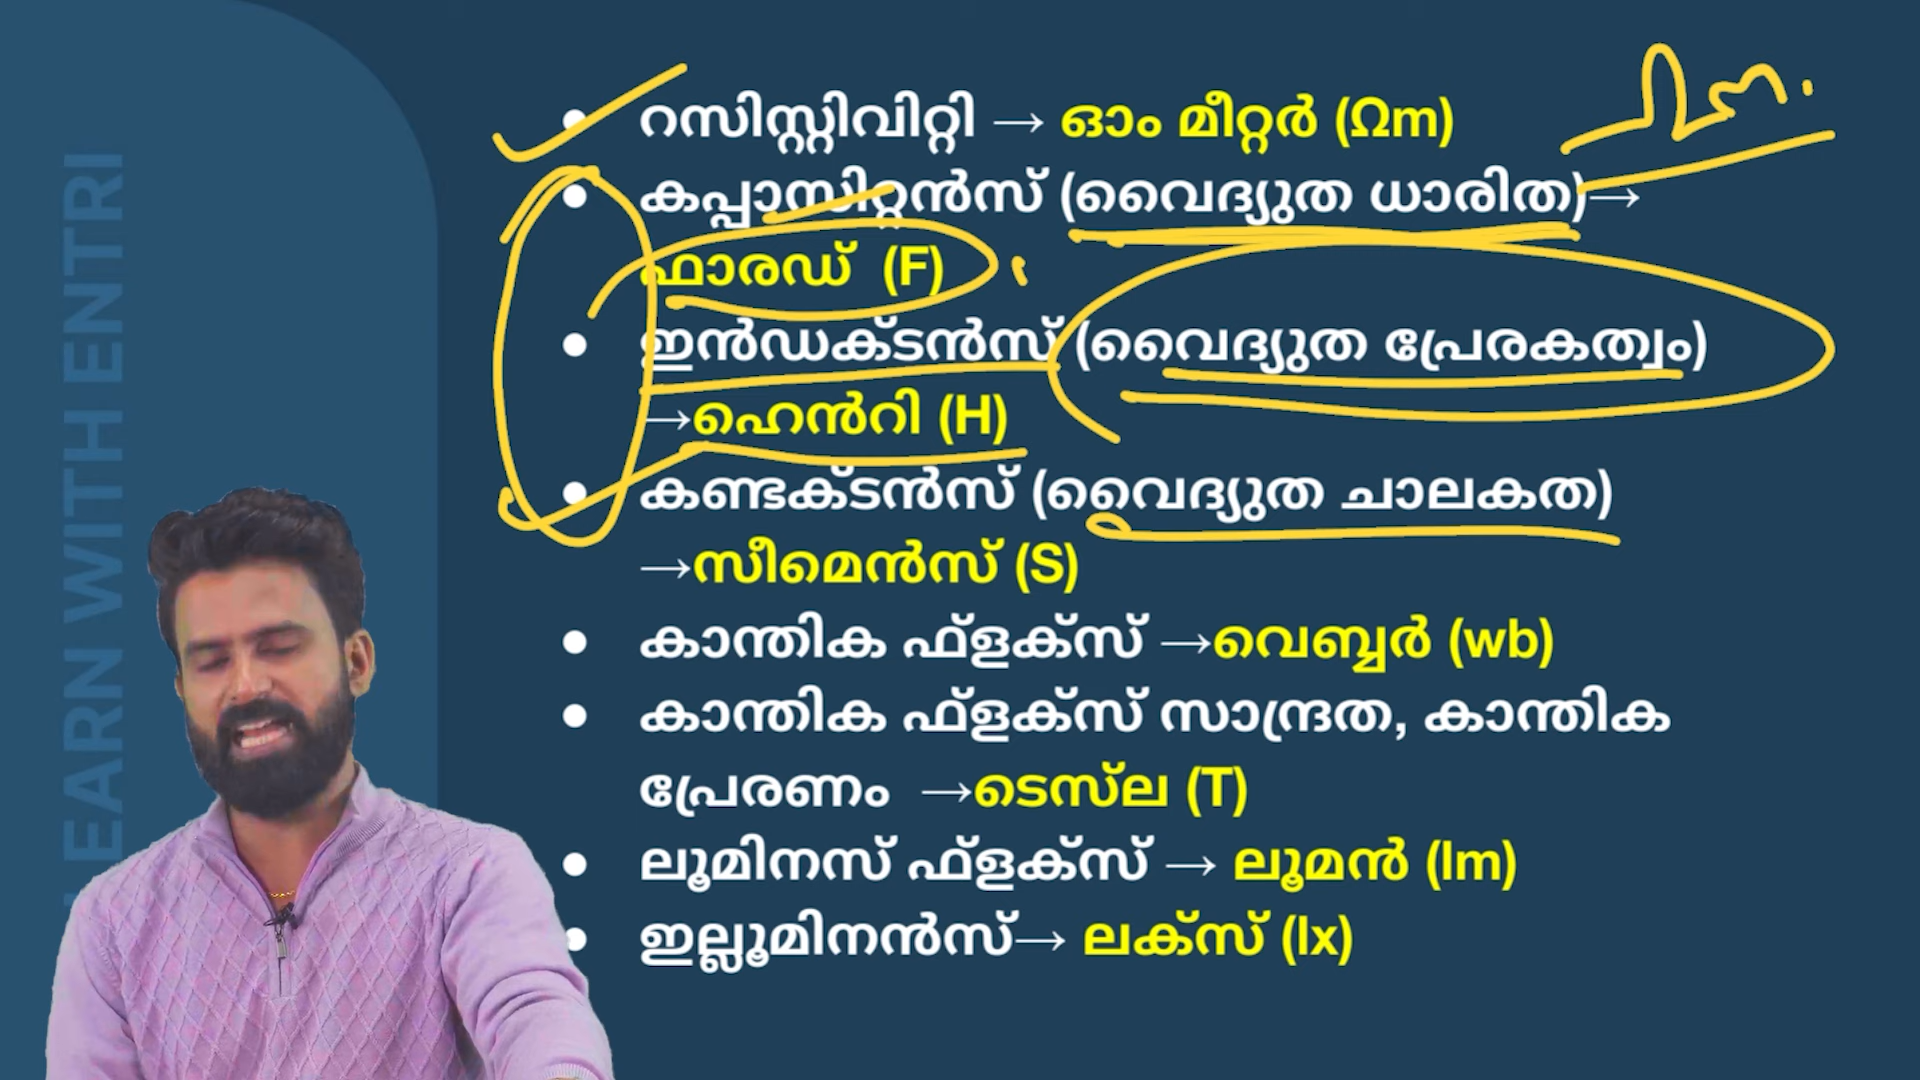 LEARN WITH ENTRI
റസിസ്റ്റിവിറ്റി → ഓം മീറ്റർ (Ωm)
Ωm.
കപ്പാസിറ്റൻസ് (വൈദ്യുത ധാരിത)→
ഫാരഡ് (F)
ഇൻഡക്ടൻസ് (വൈദ്യുത പ്രേരകത്വം)
→ഹെൻറി (H)
കണ്ടക്ടൻസ് (വൈദ്യുത ചാലകത)
→സീമെൻസ് (S)
കാന്തിക ഫ്ളക്സ് →വെബ്ബർ (wb)
കാന്തിക ഫ്ളക്സ് സാന്ദ്രത, കാന്തിക
പ്രേരണം →ടെസ്‌ല (T)
ലൂമിനസ് ഫ്ളക്സ് → ലൂമൻ (lm)
ഇല്ലൂമിനൻസ്→ ലക്സ് (lx)